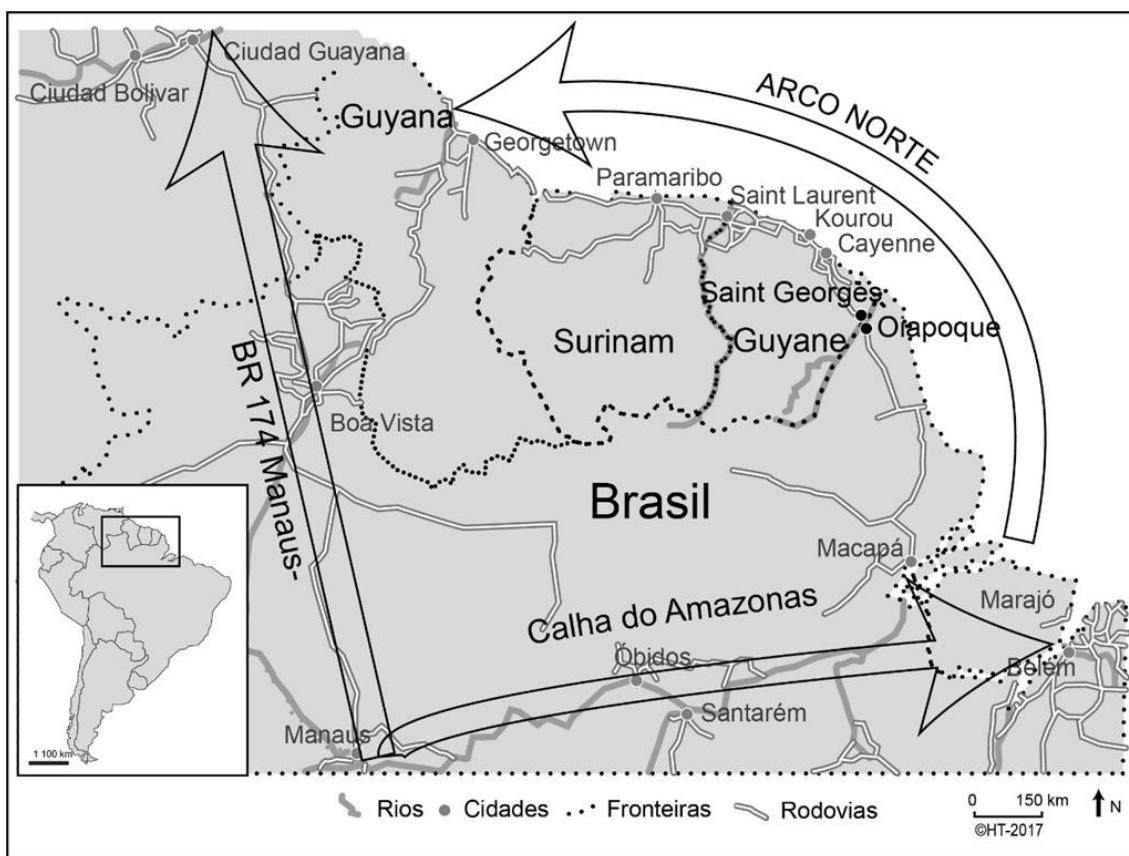 Ciudad Guayana
Ciudad Bolivar
Guyana
Georgetown
ARCO NORTE
Paramaribo
Saint Laurent
Kourou
Cayenne
Saint Georges
Oiapoque
Surinam
Guyane
BR 174 Manaus-
Boa Vista
Brasil
Macapá
Calha do Amazonas
Marajó
Óbidos
Belém
Santarém
Manaus
1 100 km
Rios
Cidades
Fronteiras
Rodovias
0 150 km
N
©HT-2017